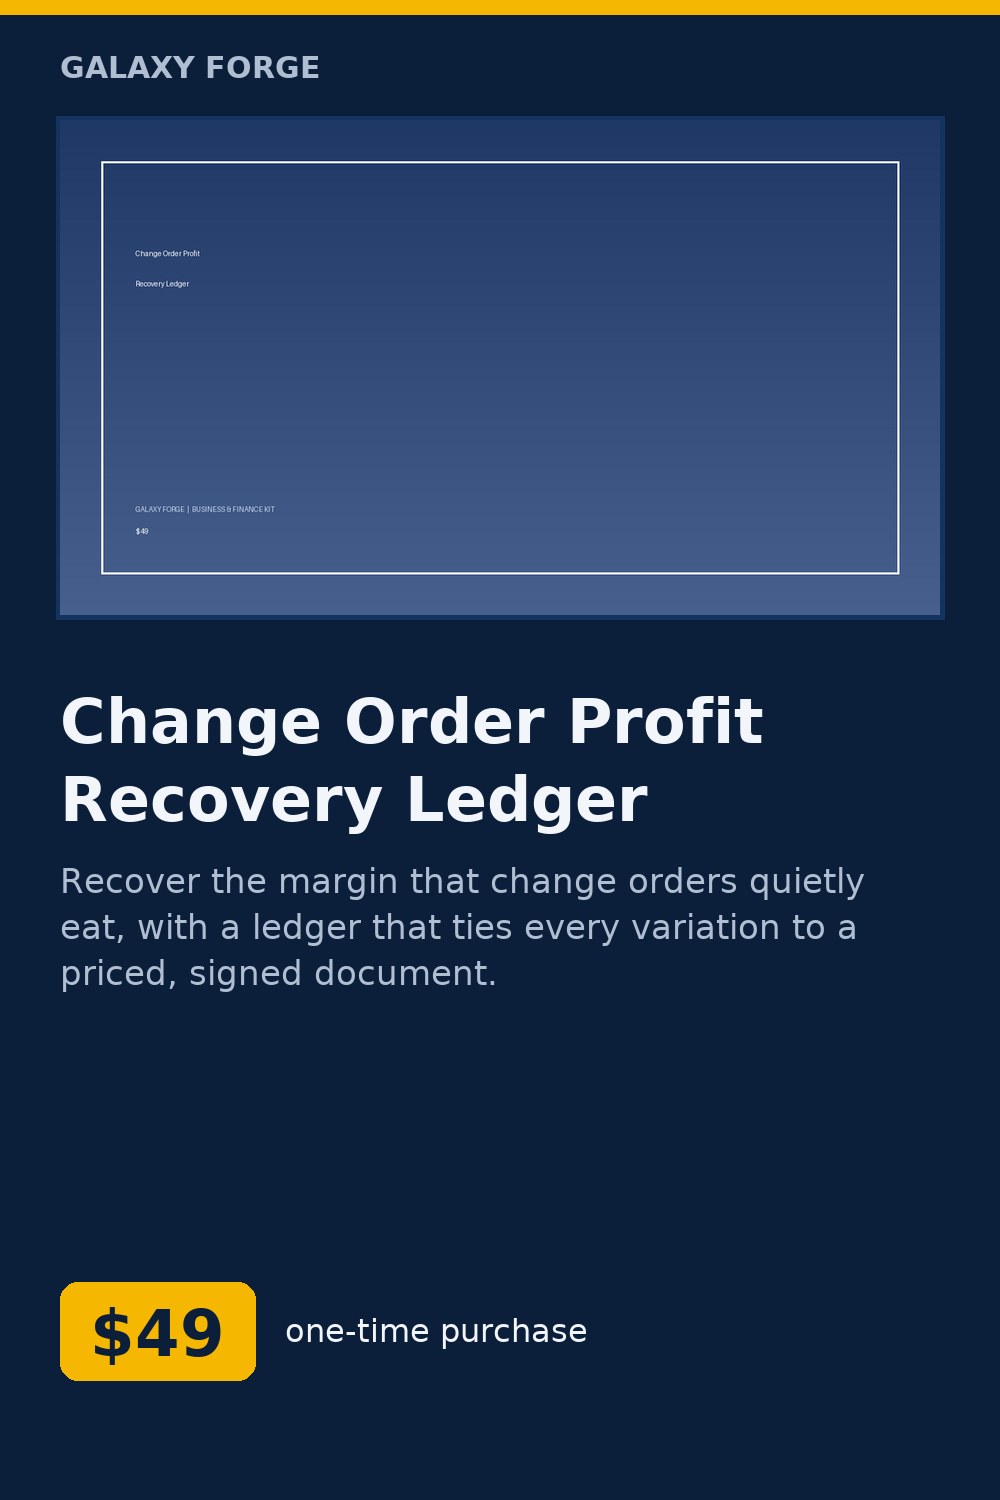 GALAXY FORGE
Change Order Profit
Recovery Ledger
GALAXY FORGE | BUSINESS & FINANCE KIT
$49
Change Order Profit
Recovery Ledger
Recover the margin that change orders quietly
eat, with a ledger that ties every variation to a
priced, signed document.
$49 one-time purchase